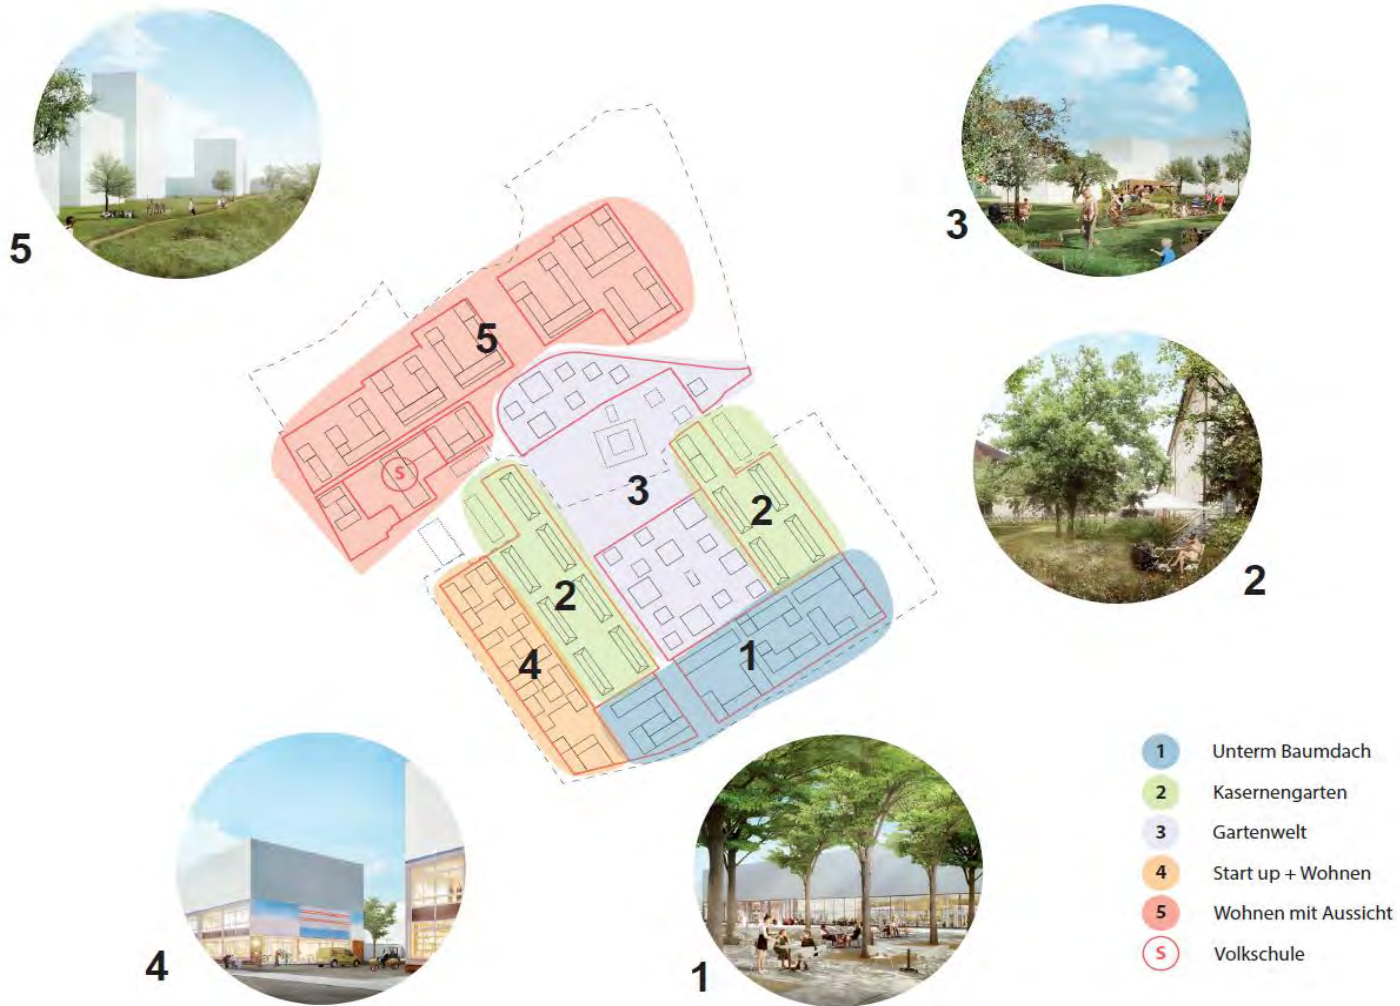 5
3
5
S
3
2
2
2
1
4
4
1
1 Unterm Baumdach
2 Kasernengarten
3 Gartenwelt
4 Start up + Wohnen
5 Wohnen mit Aussicht
S Volkschule